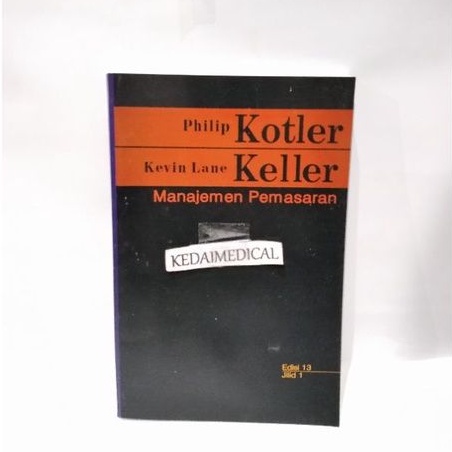 Philip Kotler
Kevin Lane Keller
Manajemen Pemasaran
KEDAIMEDICAL
Edisi 13
Jilid 1